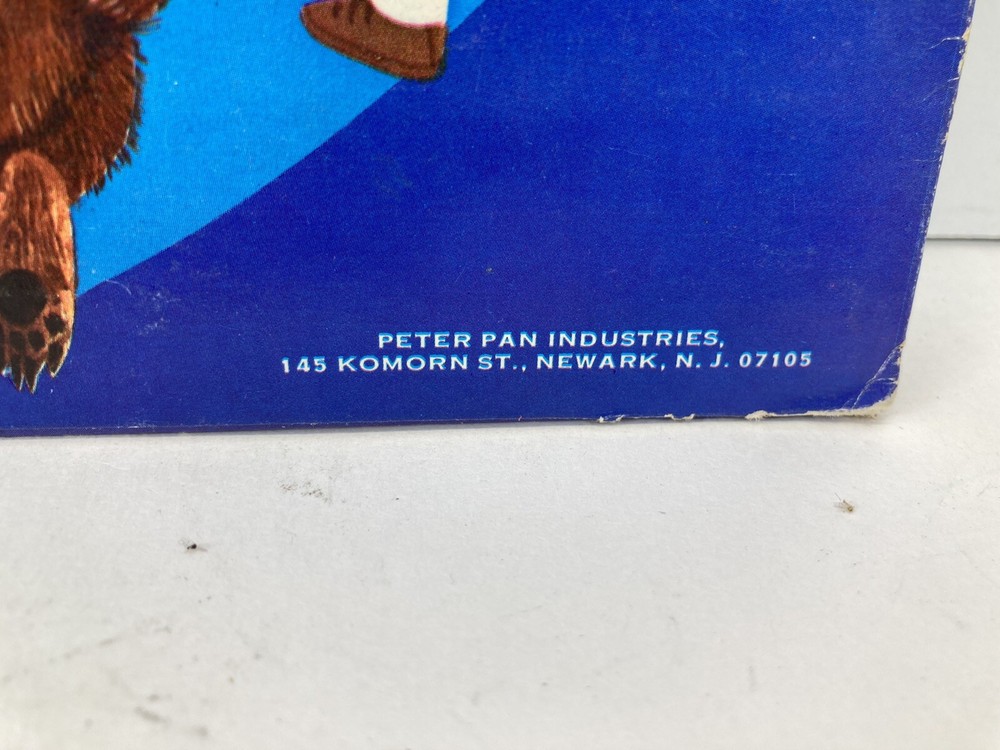 PETER PAN INDUSTRIES,
145 KOMORN ST., NEWARK, N. J. 07105